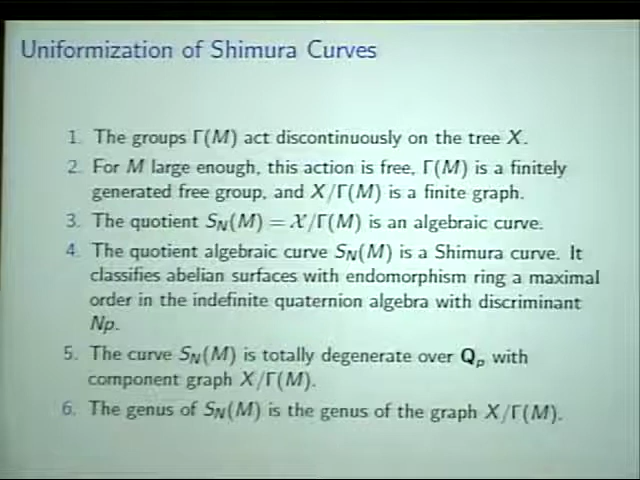 Uniformization of Shimura Curves
1. The groups Γ(M) act discontinuously on the tree X.
2. For M large enough, this action is free, Γ(M) is a finitely
generated free group, and X/Γ(M) is a finite graph.
3. The quotient S_N(M) = 𝒳/Γ(M) is an algebraic curve.
4. The quotient algebraic curve S_N(M) is a Shimura curve. It
classifies abelian surfaces with endomorphism ring a maximal
order in the indefinite quaternion algebra with discriminant
Np.
5. The curve S_N(M) is totally degenerate over Q_p with
component graph X/Γ(M).
6. The genus of S_N(M) is the genus of the graph X/Γ(M).